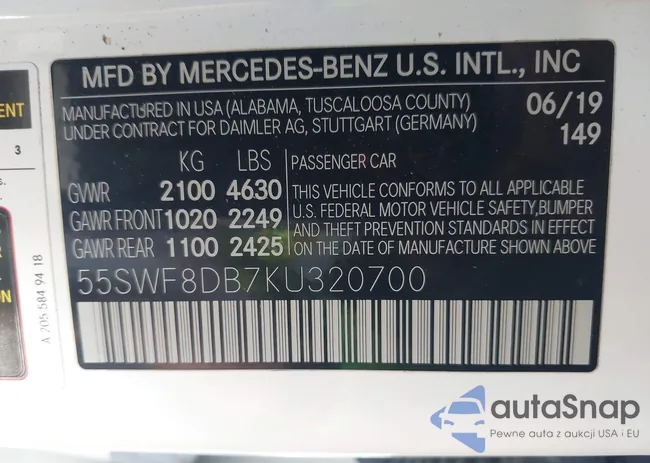 MFD BY MERCEDES-BENZ U.S. INTL., INC
MANUFACTURED IN USA (ALABAMA, TUSCALOOSA COUNTY) 06/19
UNDER CONTRACT FOR DAIMLER AG, STUTTGART (GERMANY) 149
KG LBS PASSENGER CAR
GVWR 2100 4630 THIS VEHICLE CONFORMS TO ALL APPLICABLE
GAWR FRONT 1020 2249 U.S. FEDERAL MOTOR VEHICLE SAFETY,BUMPER
AND THEFT PREVENTION STANDARDS IN EFFECT
GAWR REAR 1100 2425 ON THE DATE OF MANUFACTURE SHOWN ABOVE
55SWF8DB7KU320700
A 205 584 94 18
3
autaSnap
Pewne auta z aukcji USA i EU